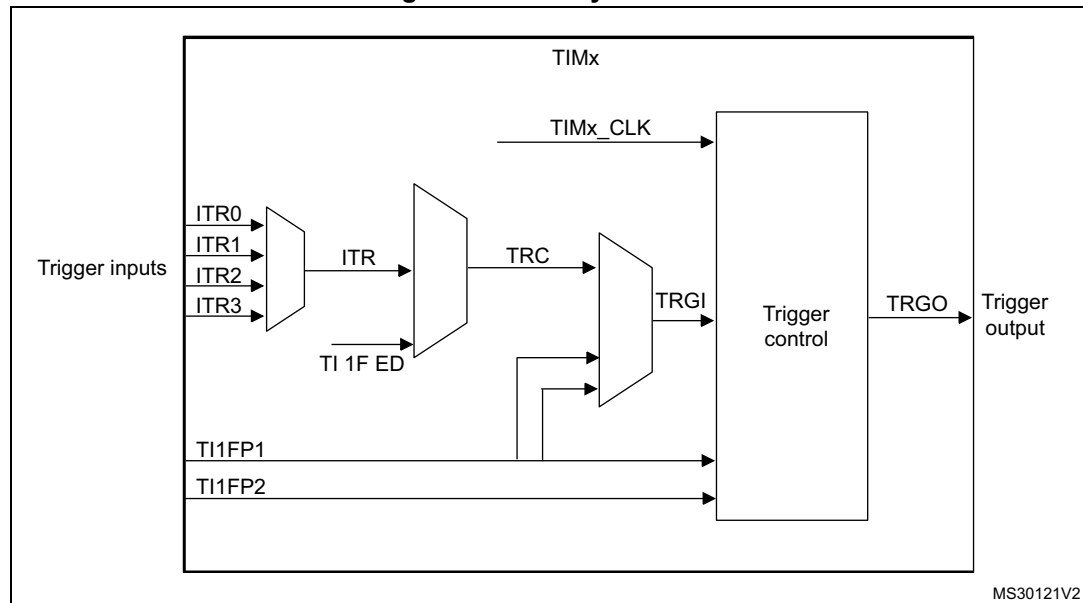 TIMx
TIMx_CLK
ITR0
ITR1
ITR2
ITR3
Trigger inputs
ITR
TRC
TRGI
TI 1F ED
Trigger
control
TRGO
Trigger
output
TI1FP1
TI1FP2
MS30121V2